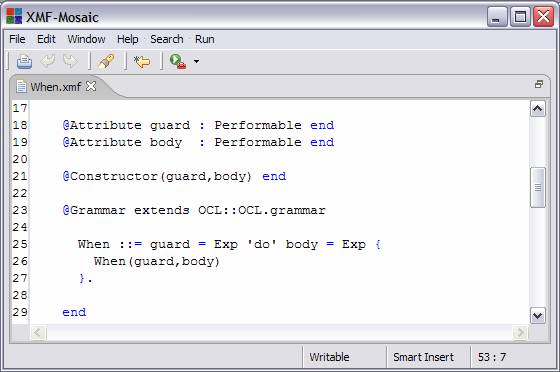 XMF-Mosaic
File Edit Window Help Search Run
When.xmf
17
18 @Attribute guard : Performable end
19 @Attribute body  : Performable end
20
21 @Constructor(guard,body) end
22
23 @Grammar extends OCL::OCL.grammar
24
25 When ::= guard = Exp 'do' body = Exp {
26 When(guard,body)
27 }.
28
29 end
Writable Smart Insert 53 : 7